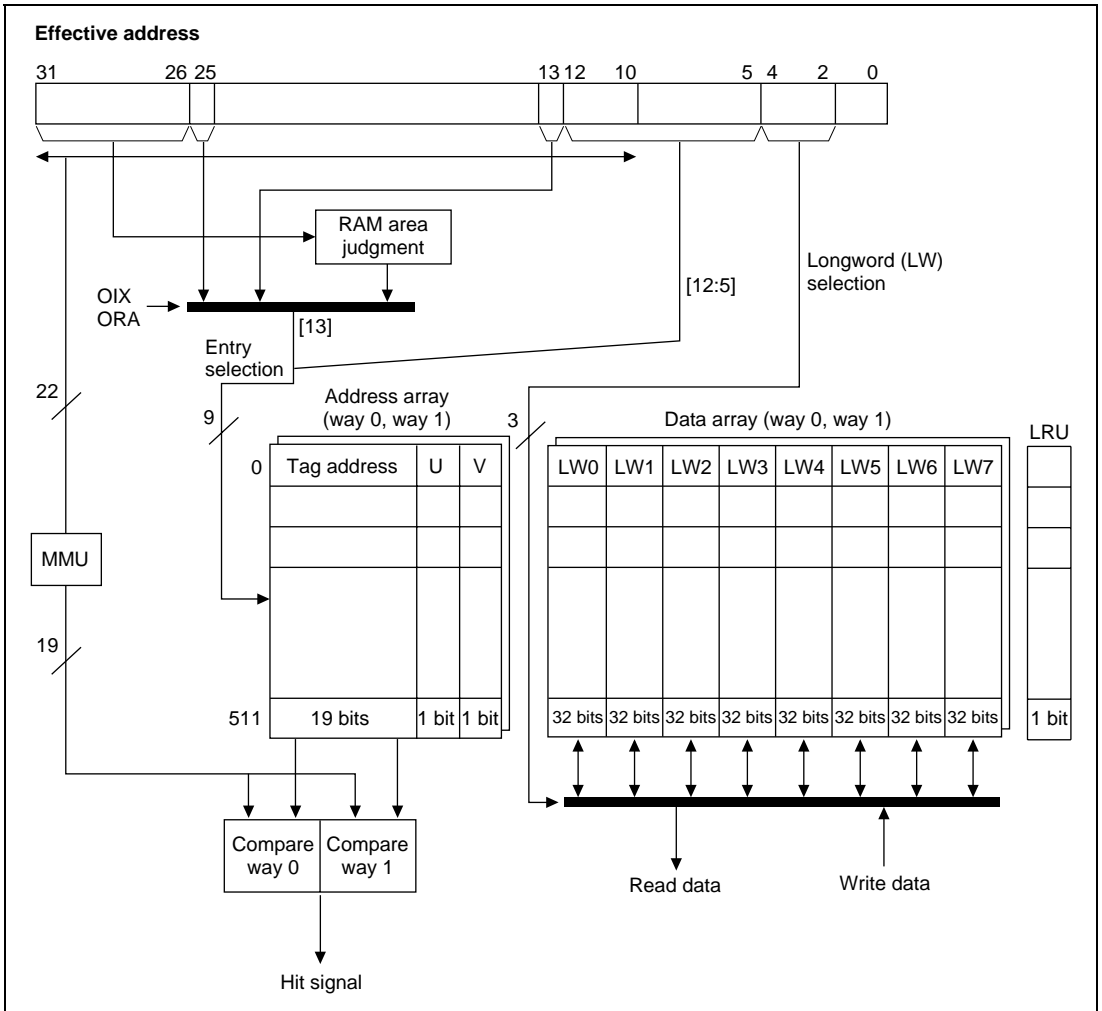 Effective address
31 26 25 13 12 10 5 4 2 0
RAM area
judgment
Longword (LW)
selection
OIX
ORA
[12:5]
[13]
Entry
selection
22
9
Address array
(way 0, way 1)
3
Data array (way 0, way 1)
LRU
0 Tag address U V
LW0 LW1 LW2 LW3 LW4 LW5 LW6 LW7
MMU
19
511 19 bits 1 bit 1 bit
32 bits 32 bits 32 bits 32 bits 32 bits 32 bits 32 bits 32 bits
1 bit
Compare
way 0
Compare
way 1
Read data
Write data
Hit signal